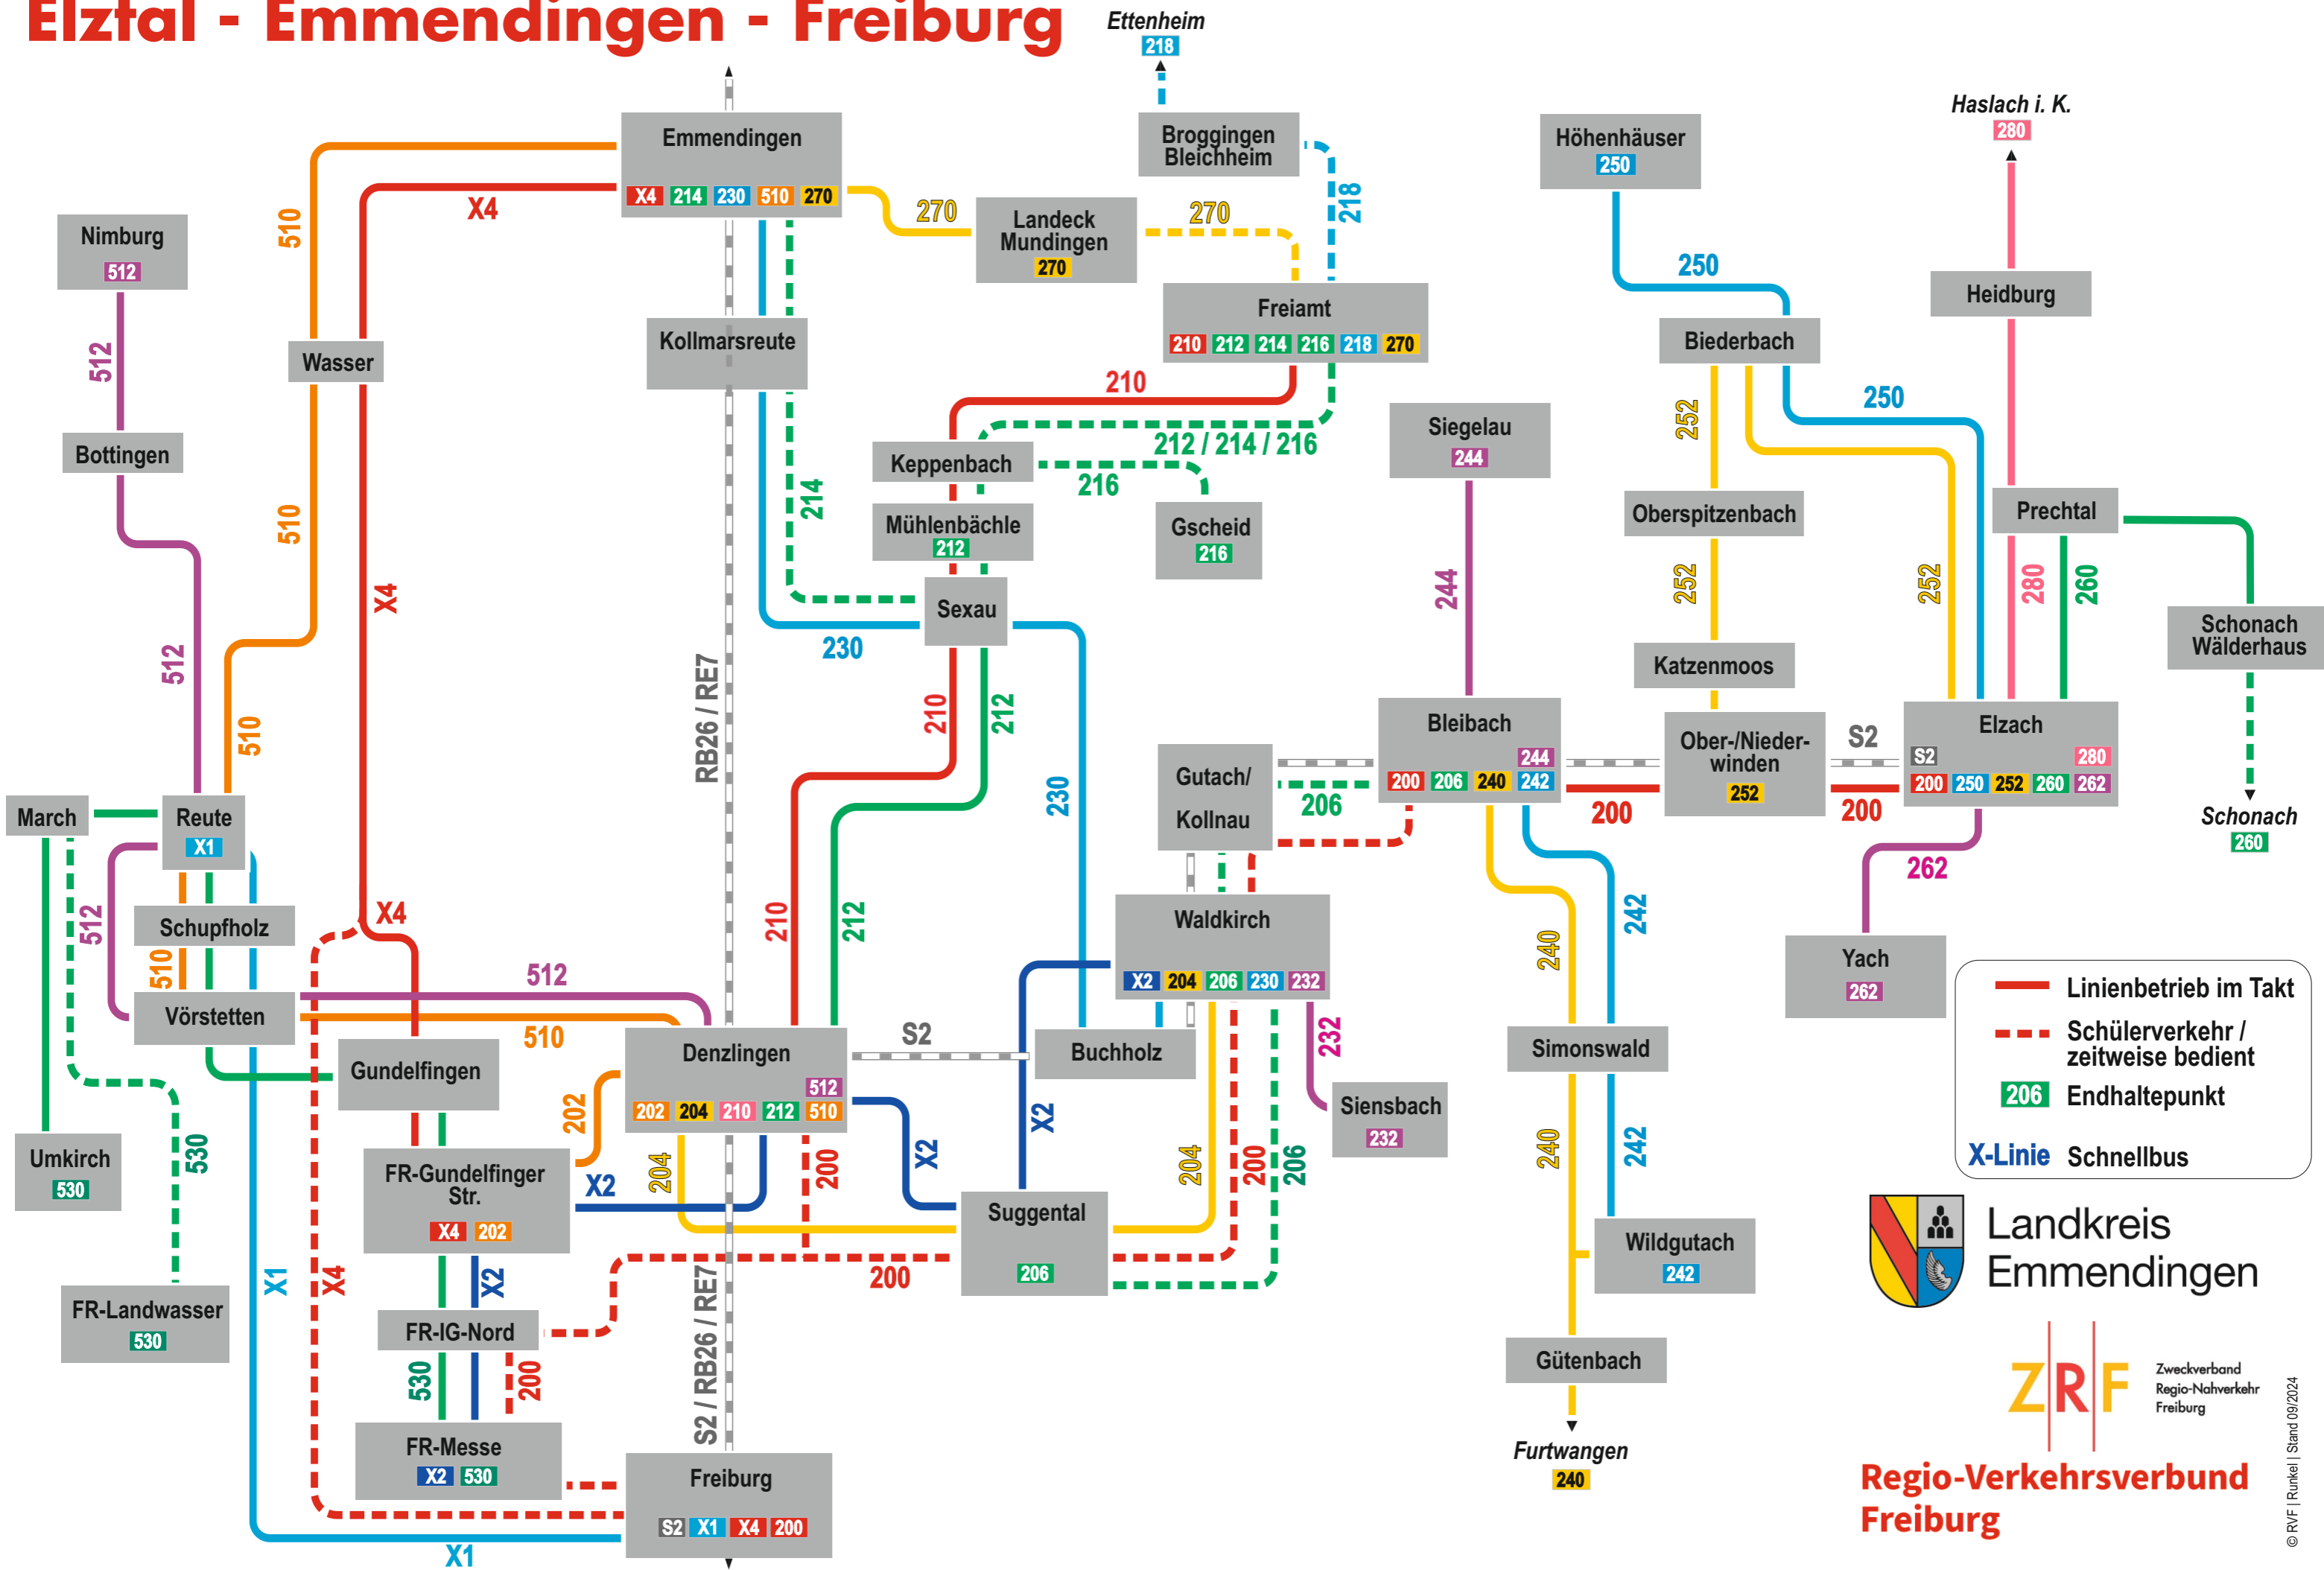 Elztal - Emmendingen - Freiburg
Ettenheim
218
Emmendingen
X4 214 230 510 270
Broggingen
Bleichheim
218
Höhenhäuser
250
Haslach i. K.
280
Nimburg
512
510
X4
270
Landeck
Mundingen
270
270
250
Heidburg
512
Wasser
Kollmarsreute
Freiamt
210 212 214 216 218 270
Biederbach
210
252
250
Bottingen
212 / 214 / 216
Siegelau
244
Keppenbach
216
510
214
Mühlenbächle
212
Gscheid
216
Oberspitzenbach
Prechtal
X4
244
252
252
280
260
Sexau
230
Schonach
Wälderhaus
512
RB26 / RE7
Katzenmoos
510
210
212
Bleibach
244
200 206 240 242
Ober-/Nieder-
winden
252
S2
Elzach
S2 280
200 250 252 260 262
Gutach/
Kollnau
206
230
200
200
Schonach
260
March
Reute
X1
262
512
X4
Schupfholz
510
210
212
Waldkirch
X2 204 206 230 232
240
242
Yach
262
512
Vörstetten
510
Gundelfingen
Denzlingen
512
202 204 210 212 510
S2
Buchholz
232
Simonswald
Linienbetrieb im Takt
Schülerverkehr /
zeitweise bedient
206 Endhaltepunkt
X-Linie Schnellbus
202
X2
X2
Siensbach
232
240
242
Umkirch
530
530
FR-Gundelfinger
Str.
X4 202
X2
204
200
204
200
206
Suggental
206
Wildgutach
242
Landkreis
Emmendingen
X1
X4
X2
200
FR-Landwasser
530
FR-IG-Nord
S2 / RB26 / RE7
530
200
Gütenbach
ZRF
Zweckverband
Regio-Nahverkehr
Freiburg
FR-Messe
X2 530
Freiburg
S2 X1 X4 200
Furtwangen
240
Regio-Verkehrsverbund
Freiburg
X1
© RVF | Runkel | Stand 09/2024